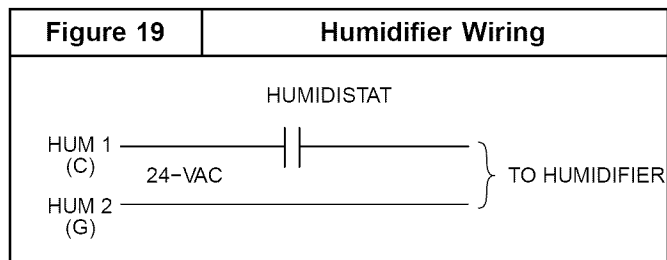 Figure 19
Humidifier Wiring
HUMIDISTAT
HUM 1
(C)
24-VAC
TO HUMIDIFIER
HUM 2
(G)